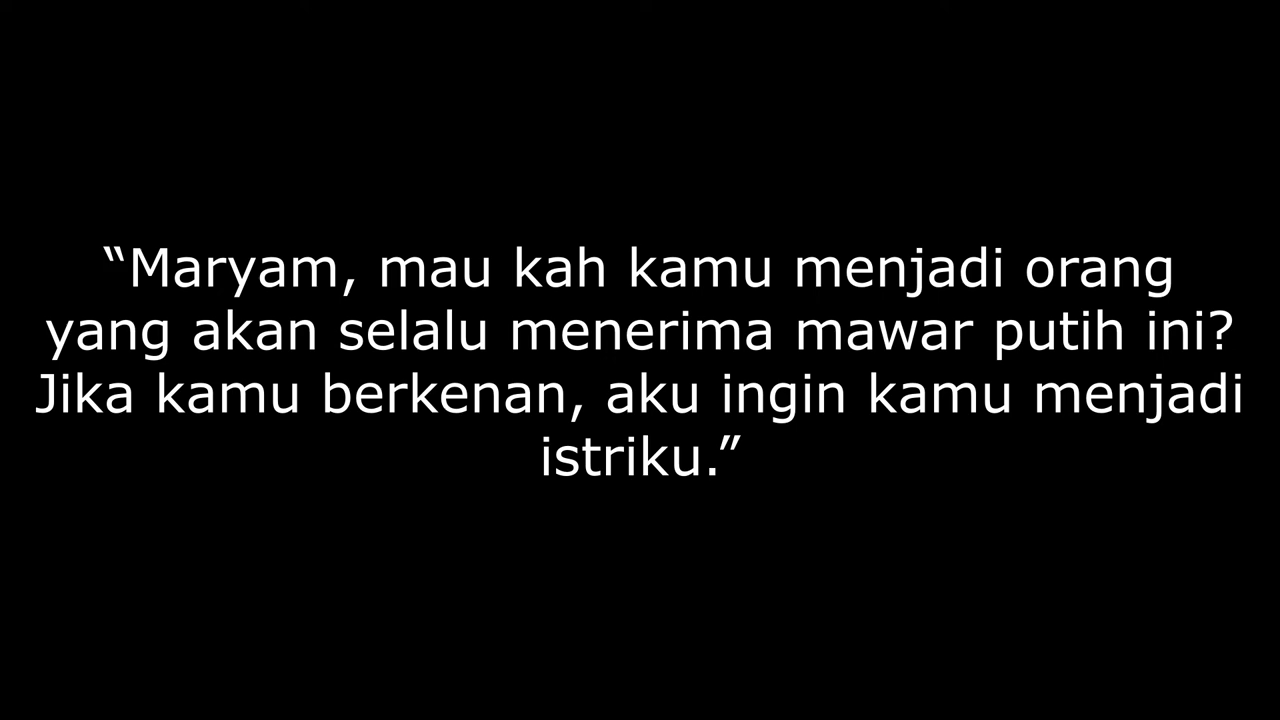 “Maryam, mau kah kamu menjadi orang
yang akan selalu menerima mawar putih ini?
Jika kamu berkenan, aku ingin kamu menjadi
istriku.”